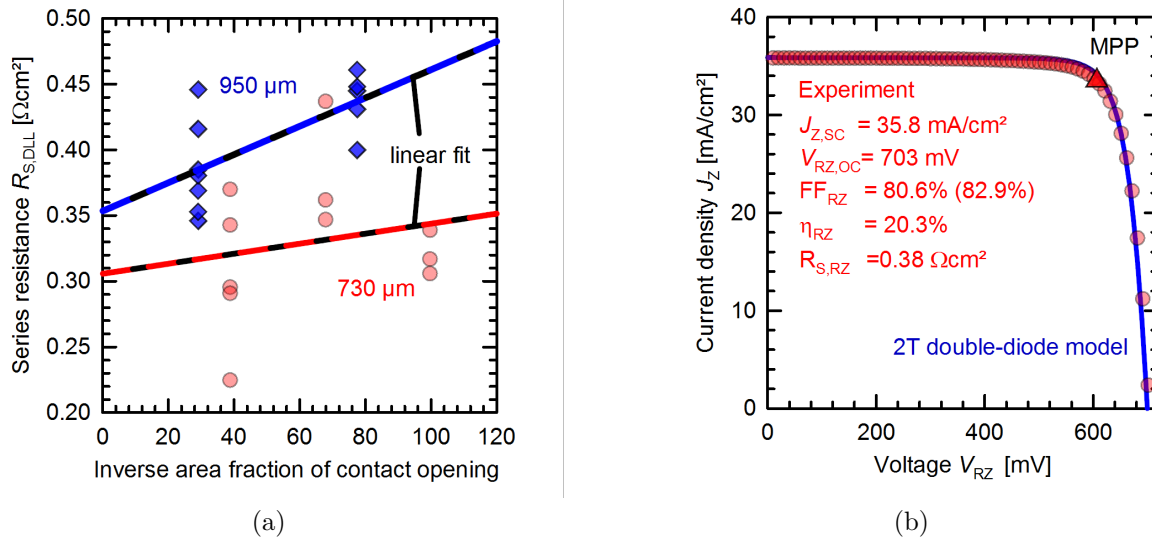 Series resistance R_S,DLL [Ωcm²]
0.50
0.45
0.40
0.35
0.30
0.25
0.20
950 µm
linear fit
730 µm
0 20 40 60 80 100 120
Inverse area fraction of contact opening
(a)
Current density J_Z [mA/cm²]
40
30
20
10
0
MPP
Experiment
J_Z,SC = 35.8 mA/cm²
V_RZ,OC = 703 mV
FF_RZ = 80.6% (82.9%)
η_RZ = 20.3%
R_S,RZ =0.38 Ωcm²
2T double-diode model
0 200 400 600
Voltage V_RZ [mV]
(b)